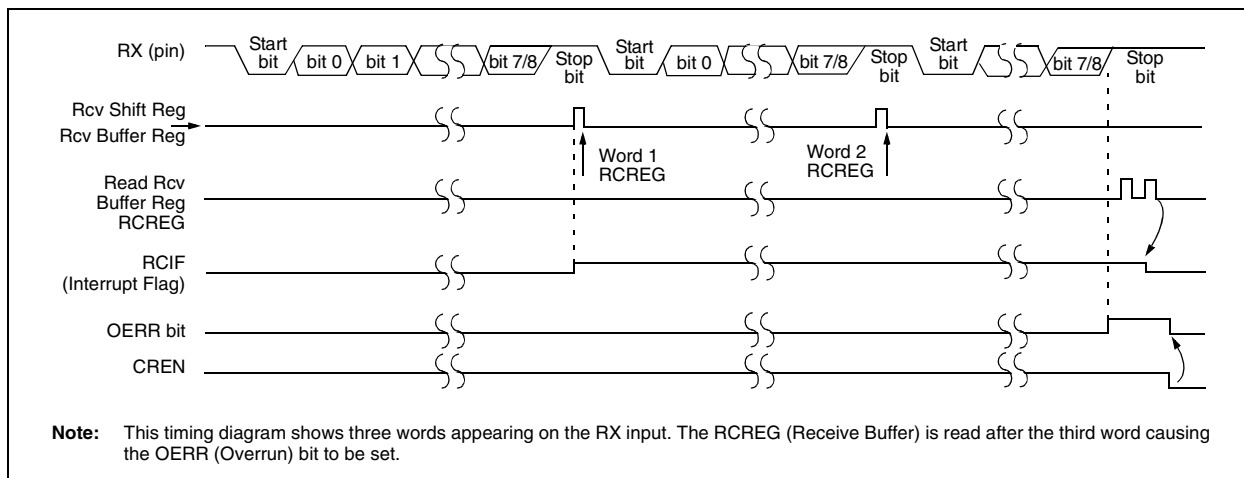 RX (pin)
Start bit
bit 0
bit 1
bit 7/8
Stop bit
Start bit
bit 0
bit 7/8
Stop bit
Start bit
bit 7/8
Stop bit
Rcv Shift Reg
Rcv Buffer Reg
Word 1
RCREG
Word 2
RCREG
Read Rcv
Buffer Reg
RCREG
RCIF
(Interrupt Flag)
OERR bit
CREN
Note: This timing diagram shows three words appearing on the RX input. The RCREG (Receive Buffer) is read after the third word causing
the OERR (Overrun) bit to be set.